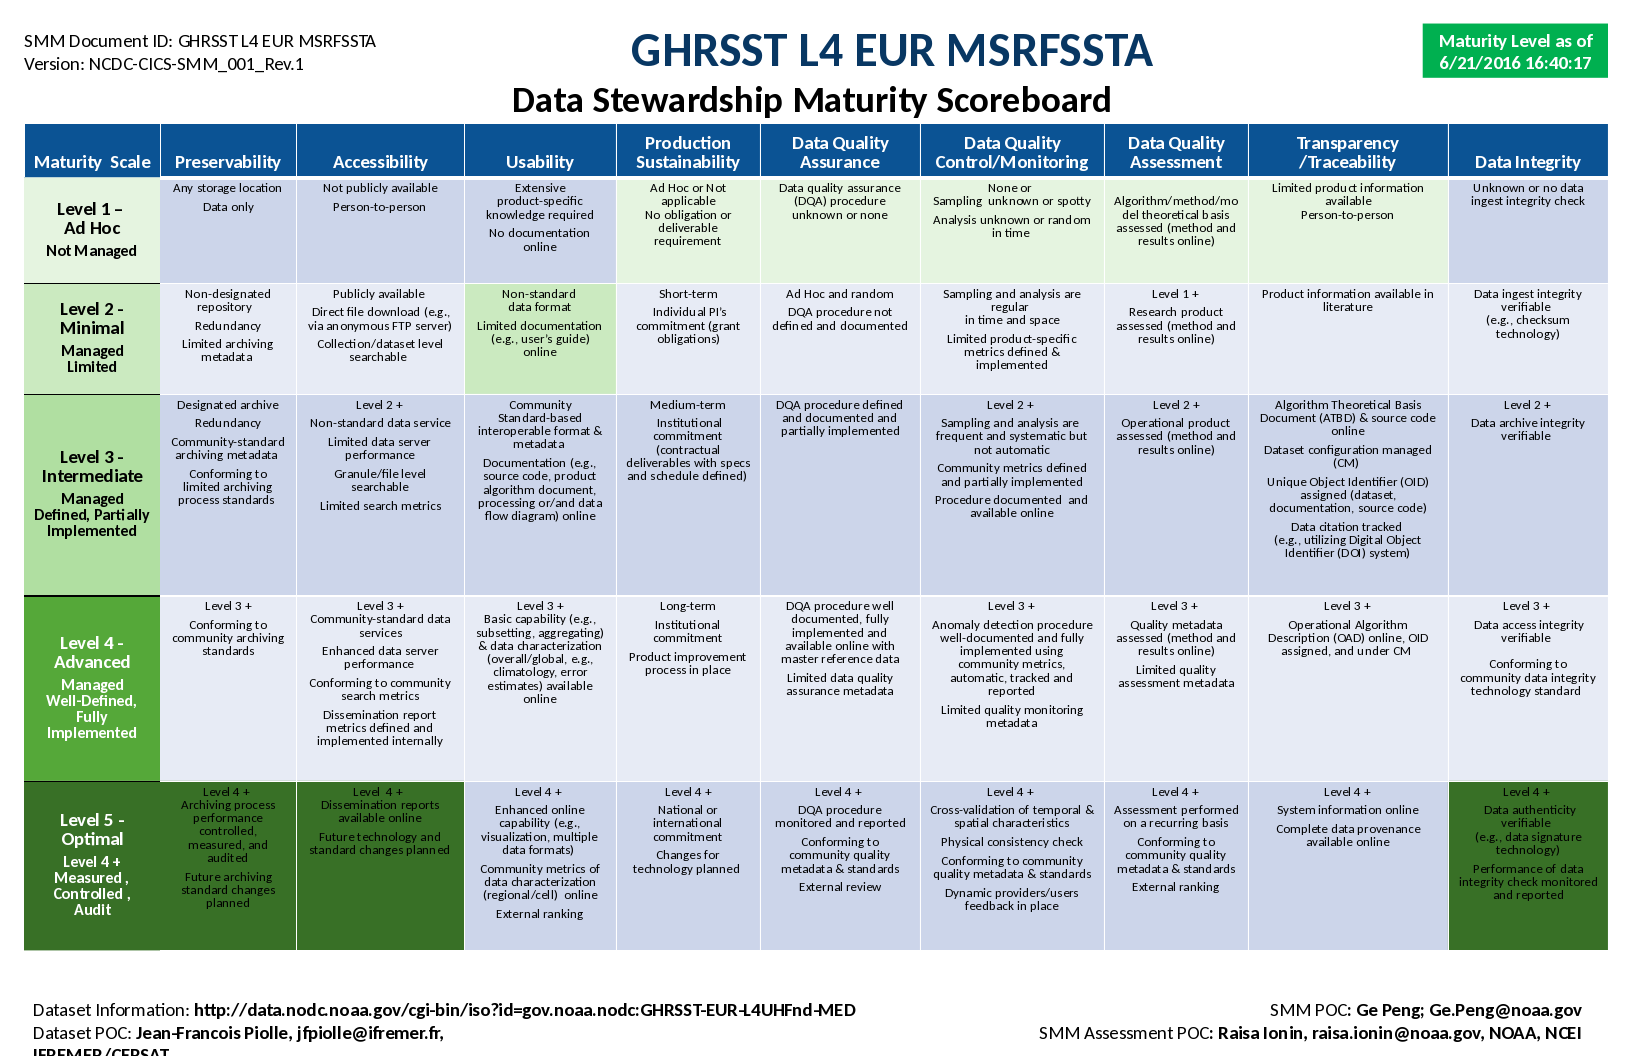 SMM Document ID: GHRSST L4 EUR MSRFSSTA
Version: NCDC-CICS-SMM_001_Rev.1
GHRSST L4 EUR MSRFSSTA
Data Stewardship Maturity Scoreboard
Maturity Level as of
6/21/2016 16:40:17
Maturity Scale
Preservability
Accessibility
Usability
Production
Sustainability
Data Quality
Assurance
Data Quality
Control/Monitoring
Data Quality
Assessment
Transparency
/Traceability
Data Integrity
Level 1 –
Ad Hoc
Not Managed
Any storage location
Data only
Not publicly available
Person-to-person
Extensive
product-specific
knowledge required
No documentation
online
Ad Hoc or Not
applicable
No obligation or
deliverable
requirement
Data quality assurance
(DQA) procedure
unknown or none
None or
Sampling unknown or spotty
Analysis unknown or random
in time
Algorithm/method/mo
del theoretical basis
assessed (method and
results online)
Limited product information
available
Person-to-person
Unknown or no data
ingest integrity check
Level 2 -
Minimal
Managed
Limited
Non-designated
repository
Redundancy
Limited archiving
metadata
Publicly available
Direct file download (e.g.,
via anonymous FTP server)
Collection/dataset level
searchable
Non-standard
data format
Limited documentation
(e.g., user's guide)
online
Short-term
Individual PI's
commitment (grant
obligations)
Ad Hoc and random
DQA procedure not
defined and documented
Sampling and analysis are
regular
in time and space
Limited product-specific
metrics defined &
implemented
Level 1 +
Research product
assessed (method and
results online)
Product information available in
literature
Data ingest integrity
verifiable
(e.g., checksum
technology)
Level 3 -
Intermediate
Managed
Defined, Partially
Implemented
Designated archive
Redundancy
Community-standard
archiving metadata
Conforming to
limited archiving
process standards
Level 2 +
Non-standard data service
Limited data server
performance
Granule/file level
searchable
Limited search metrics
Community
Standard-based
interoperable format &
metadata
Documentation (e.g.,
source code, product
algorithm document,
processing or/and data
flow diagram) online
Medium-term
Institutional
commitment
(contractual
deliverables with specs
and schedule defined)
DQA procedure defined
and documented and
partially implemented
Level 2 +
Sampling and analysis are
frequent and systematic but
not automatic
Community metrics defined
and partially implemented
Procedure documented and
available online
Level 2 +
Operational product
assessed (method and
results online)
Algorithm Theoretical Basis
Document (ATBD) & source code
online
Dataset configuration managed
(CM)
Unique Object Identifier (OID)
assigned (dataset,
documentation, source code)
Data citation tracked
(e.g., utilizing Digital Object
Identifier (DOI) system)
Level 2 +
Data archive integrity
verifiable
Level 4 -
Advanced
Managed
Well-Defined,
Fully
Implemented
Level 3 +
Conforming to
community archiving
standards
Level 3 +
Community-standard data
services
Enhanced data server
performance
Conforming to community
search metrics
Dissemination report
metrics defined and
implemented internally
Level 3 +
Basic capability (e.g.,
subsetting, aggregating)
& data characterization
(overall/global, e.g.,
climatology, error
estimates) available
online
Long-term
Institutional
commitment
Product improvement
process in place
DQA procedure well
documented, fully
implemented and
available online with
master reference data
Limited data quality
assurance metadata
Level 3 +
Anomaly detection procedure
well-documented and fully
implemented using
community metrics,
automatic, tracked and
reported
Limited quality monitoring
metadata
Level 3 +
Quality metadata
assessed (method and
results online)
Limited quality
assessment metadata
Level 3 +
Operational Algorithm
Description (OAD) online, OID
assigned, and under CM
Level 3 +
Data access integrity
verifiable
Conforming to
community data integrity
technology standard
Level 5 -
Optimal
Level 4 +
Measured ,
Controlled ,
Audit
Level 4 +
Archiving process
performance
controlled,
measured, and
audited
Future archiving
standard changes
planned
Level 4 +
Dissemination reports
available online
Future technology and
standard changes planned
Level 4 +
Enhanced online
capability (e.g.,
visualization, multiple
data formats)
Community metrics of
data characterization
(regional/cell) online
External ranking
Level 4 +
National or
international
commitment
Changes for
technology planned
Level 4 +
DQA procedure
monitored and reported
Conforming to
community quality
metadata & standards
External review
Level 4 +
Cross-validation of temporal &
spatial characteristics
Physical consistency check
Conforming to community
quality metadata & standards
Dynamic providers/users
feedback in place
Level 4 +
Assessment performed
on a recurring basis
Conforming to
community quality
metadata & standards
External ranking
Level 4 +
System information online
Complete data provenance
available online
Level 4 +
Data authenticity
verifiable
(e.g., data signature
technology)
Performance of data
integrity check monitored
and reported
Dataset Information: http://data.nodc.noaa.gov/cgi-bin/iso?id=gov.noaa.nodc:GHRSST-EUR-L4UHFnd-MED
Dataset POC: Jean-Francois Piolle, jfpiolle@ifremer.fr,
IFREMER/CERSAT
SMM POC: Ge Peng; Ge.Peng@noaa.gov
SMM Assessment POC: Raisa Ionin, raisa.ionin@noaa.gov, NOAA, NCEI